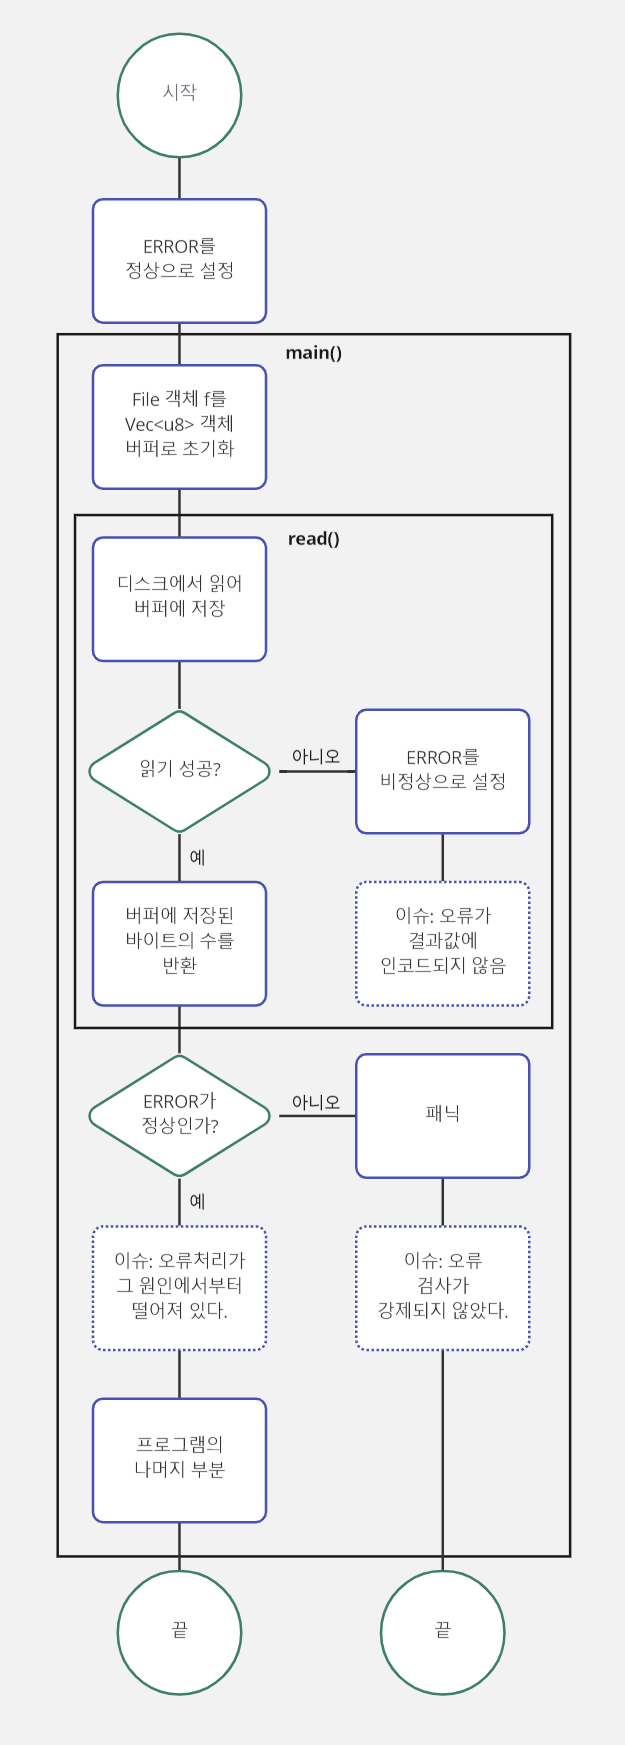 시작
ERROR를
정상으로 설정
main()
File 객체 f를
Vec<u8> 객체
버퍼로 초기화
read()
디스크에서 읽어
버퍼에 저장
읽기 성공?
아니오
ERROR를
비정상으로 설정
예
버퍼에 저장된
바이트의 수를
반환
이슈: 오류가
결과값에
인코드되지 않음
ERROR가
정상인가?
아니오
패닉
예
이슈: 오류처리가
그 원인에서부터
떨어져 있다.
이슈: 오류
검사가
강제되지 않았다.
프로그램의
나머지 부분
끝
끝